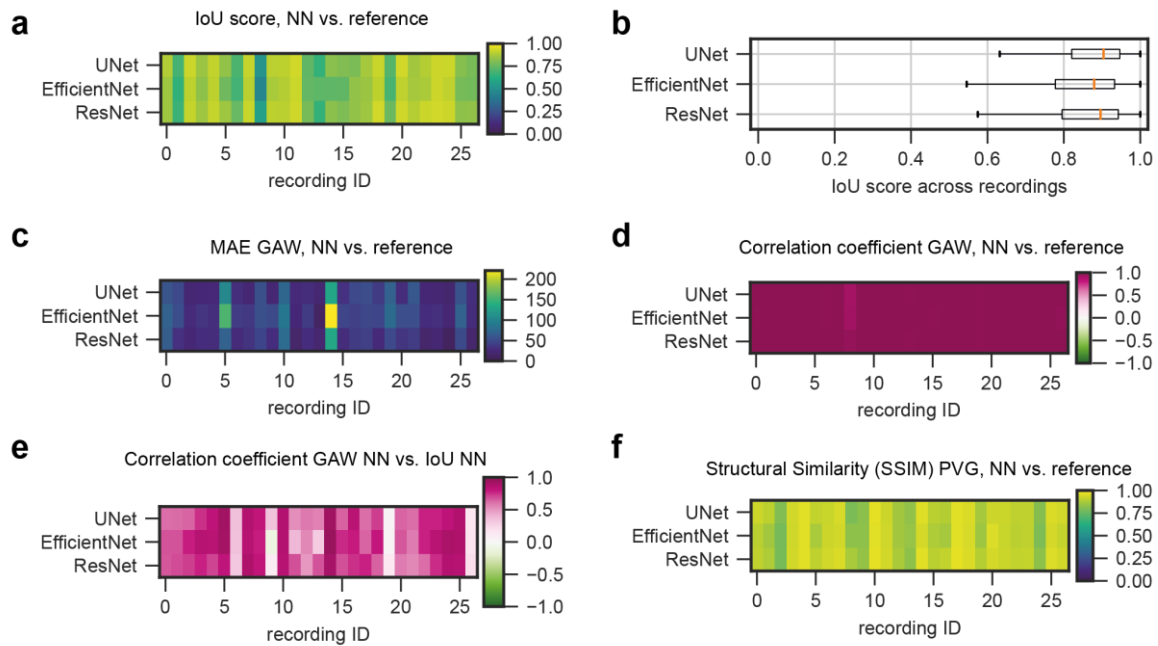 a
IoU score, NN vs. reference
UNet
EfficientNet
ResNet
1.00
0.75
0.50
0.25
0.00
0 5 10 15 20 25
recording ID
b
UNet
EfficientNet
ResNet
0.0 0.2 0.4 0.6 0.8 1.0
IoU score across recordings
c
MAE GAW, NN vs. reference
UNet
EfficientNet
ResNet
200
150
100
50
0
0 5 10 15 20 25
recording ID
d
Correlation coefficient GAW, NN vs. reference
UNet
EfficientNet
ResNet
1.0
0.5
0.0
−0.5
−1.0
0 5 10 15 20 25
recording ID
e
Correlation coefficient GAW NN vs. IoU NN
UNet
EfficientNet
ResNet
1.0
0.5
0.0
−0.5
−1.0
0 5 10 15 20 25
recording ID
f
Structural Similarity (SSIM) PVG, NN vs. reference
UNet
EfficientNet
ResNet
1.00
0.75
0.50
0.25
0.00
0 5 10 15 20 25
recording ID